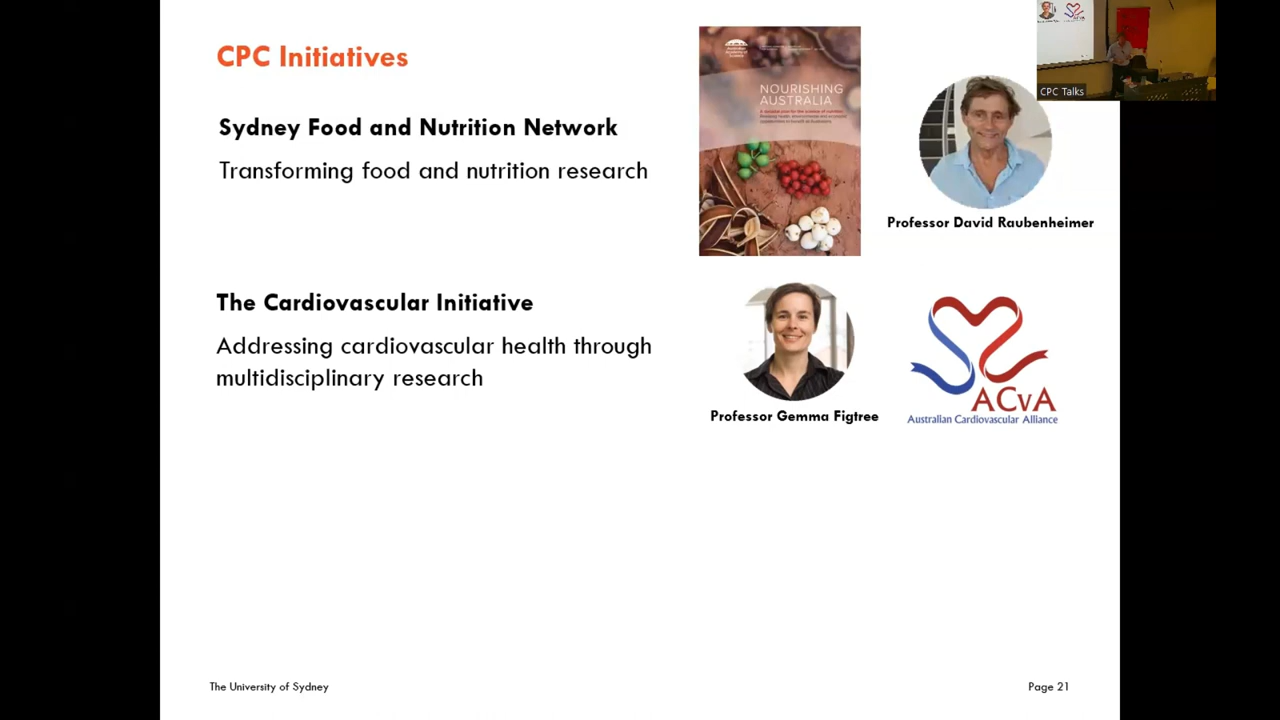 CPC Initiatives
Sydney Food and Nutrition Network
Transforming food and nutrition research
NOURISHING
AUSTRALIA
CPC Talks
Professor David Raubenheimer
The Cardiovascular Initiative
Addressing cardiovascular health through
multidisciplinary research
Professor Gemma Figtree
ACvA
Australian Cardiovascular Alliance
The University of Sydney
Page 21